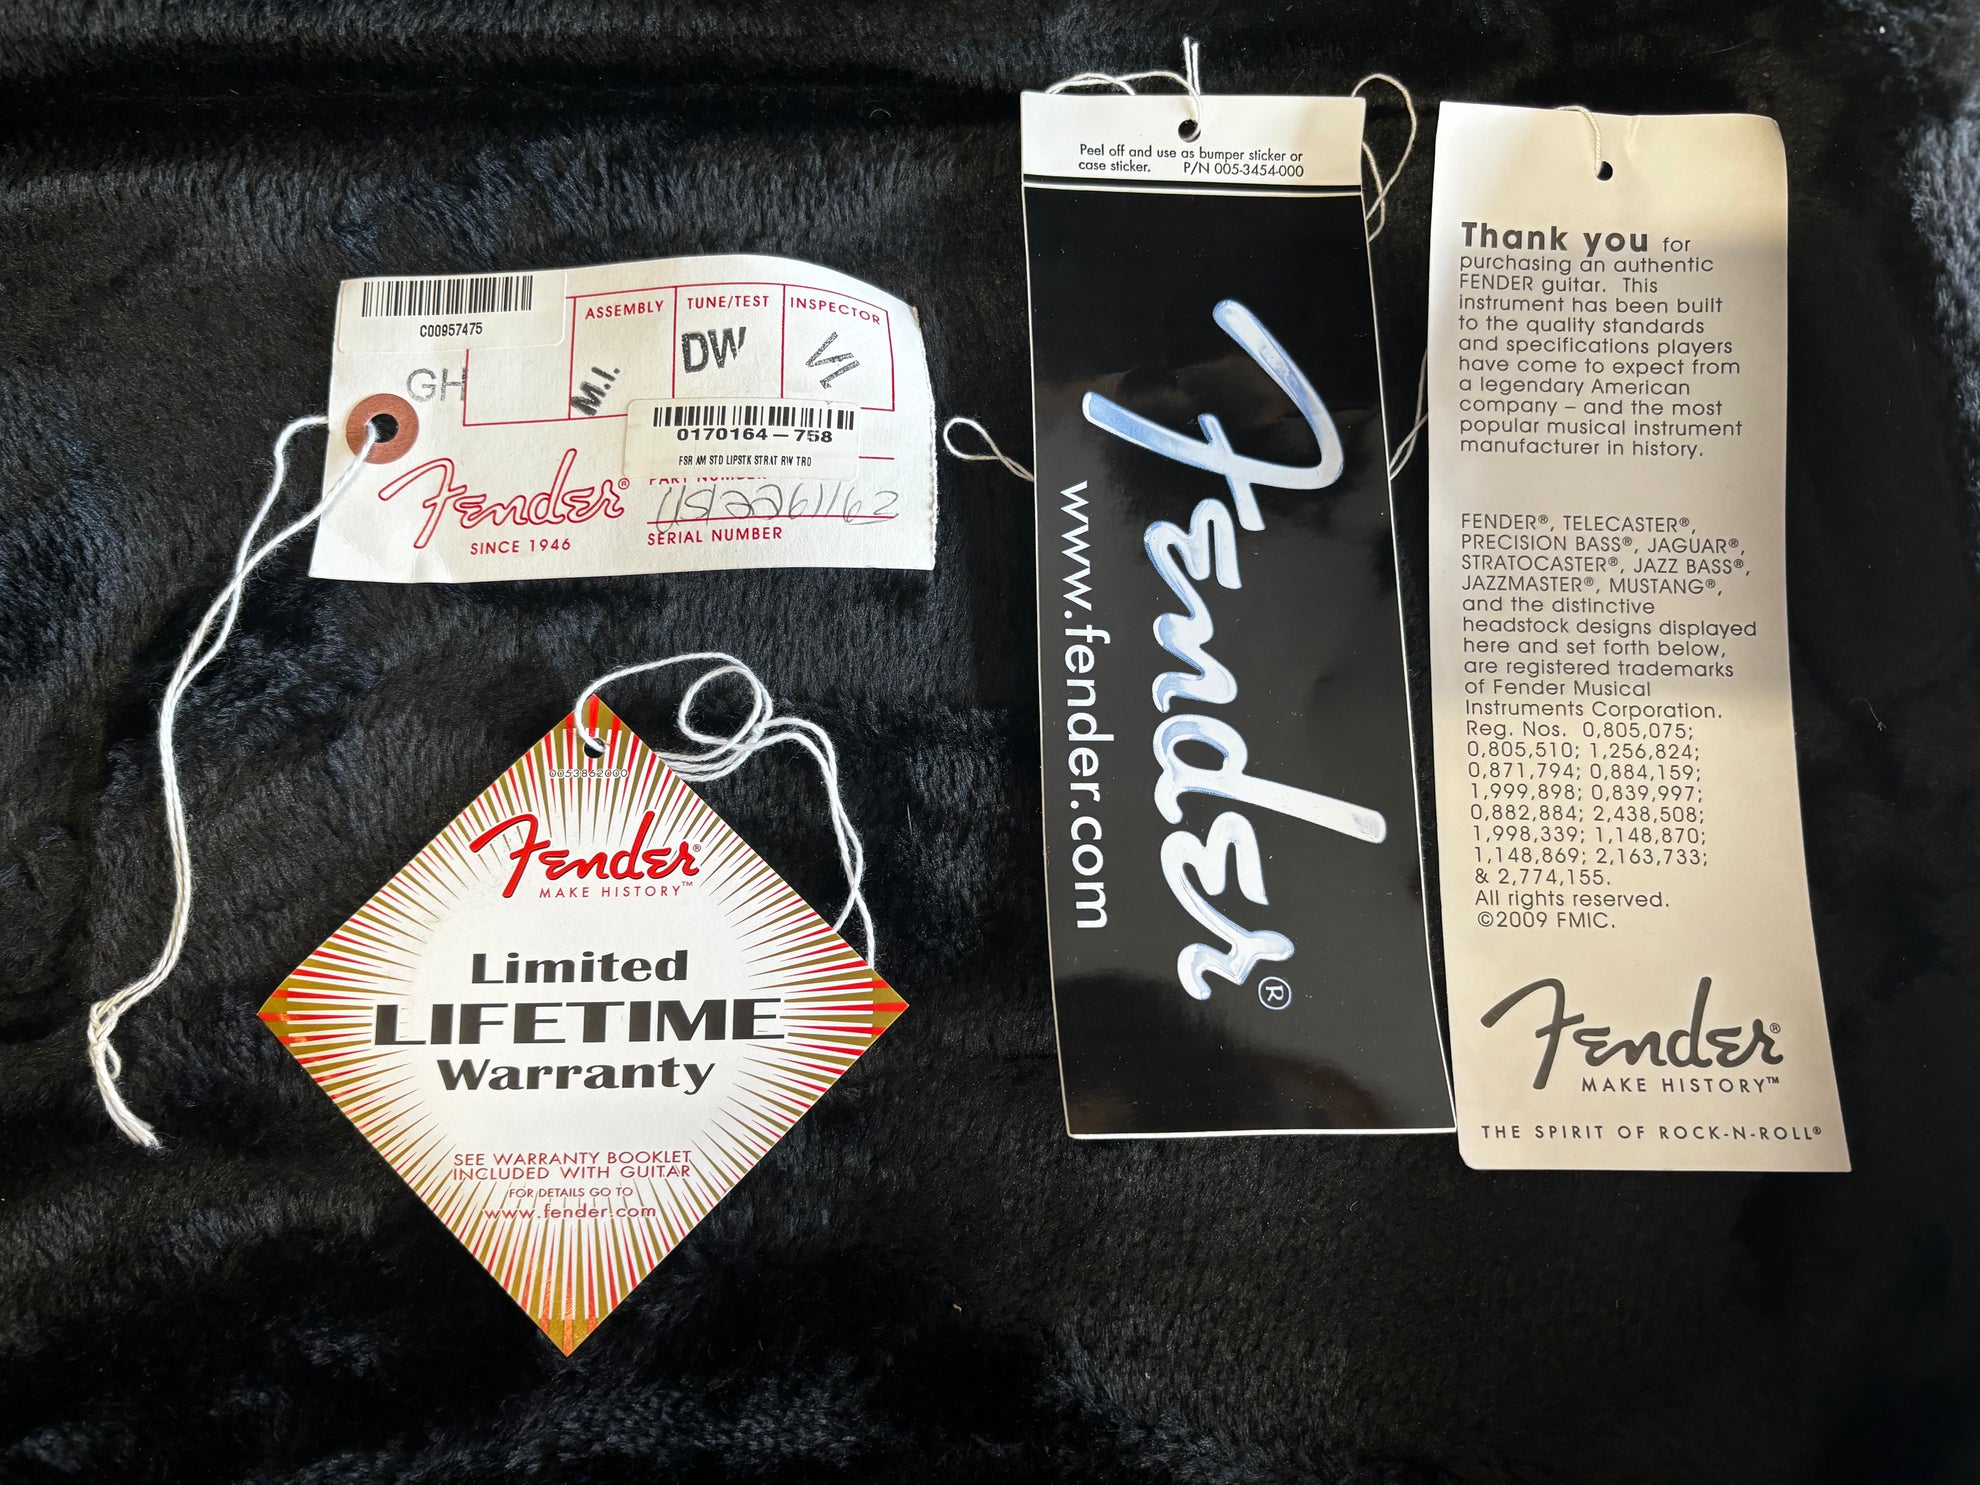 C00957475
ASSEMBLY TUNE/TEST INSPECTOR
GH M.I. DW VI
0170164-758
FSR AM STD LIPSTK STRAT RW TRD
PART NUMBER
US12261162
SERIAL NUMBER
Fender®
SINCE 1946
0053862000
Fender®
MAKE HISTORY™
Limited
LIFETIME
Warranty
SEE WARRANTY BOOKLET
INCLUDED WITH GUITAR
FOR DETAILS GO TO
www.fender.com
Peel off and use as bumper sticker or
case sticker. P/N 005-3454-000
Fender®
www.fender.com
Thank you for
purchasing an authentic
FENDER guitar. This
instrument has been built
to the quality standards
and specifications players
have come to expect from
a legendary American
company – and the most
popular musical instrument
manufacturer in history.
FENDER®, TELECASTER®,
PRECISION BASS®, JAGUAR®,
STRATOCASTER®, JAZZ BASS®,
JAZZMASTER®, MUSTANG®,
and the distinctive
headstock designs displayed
here and set forth below,
are registered trademarks
of Fender Musical
Instruments Corporation.
Reg. Nos. 0,805,075;
0,805,510; 1,256,824;
0,871,794; 0,884,159;
1,999,898; 0,839,997;
0,882,884; 2,438,508;
1,998,339; 1,148,870;
1,148,869; 2,163,733;
& 2,774,155.
All rights reserved.
©2009 FMIC.
Fender®
MAKE HISTORY™
THE SPIRIT OF ROCK-N-ROLL®